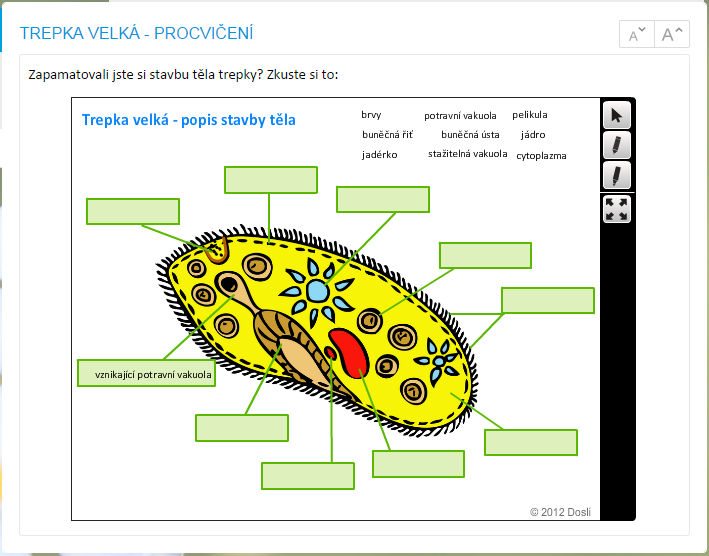 TREPKA VELKÁ - PROCVIČENÍ
A A
Zapamatovali jste si stavbu těla trepky? Zkuste si to:
Trepka velká - popis stavby těla
brvy potravní vakuola pelikula
buněčná řiť buněčná ústa jádro
jadérko stažitelná vakuola cytoplazma
vznikající potravní vakuola
© 2012 Dosli